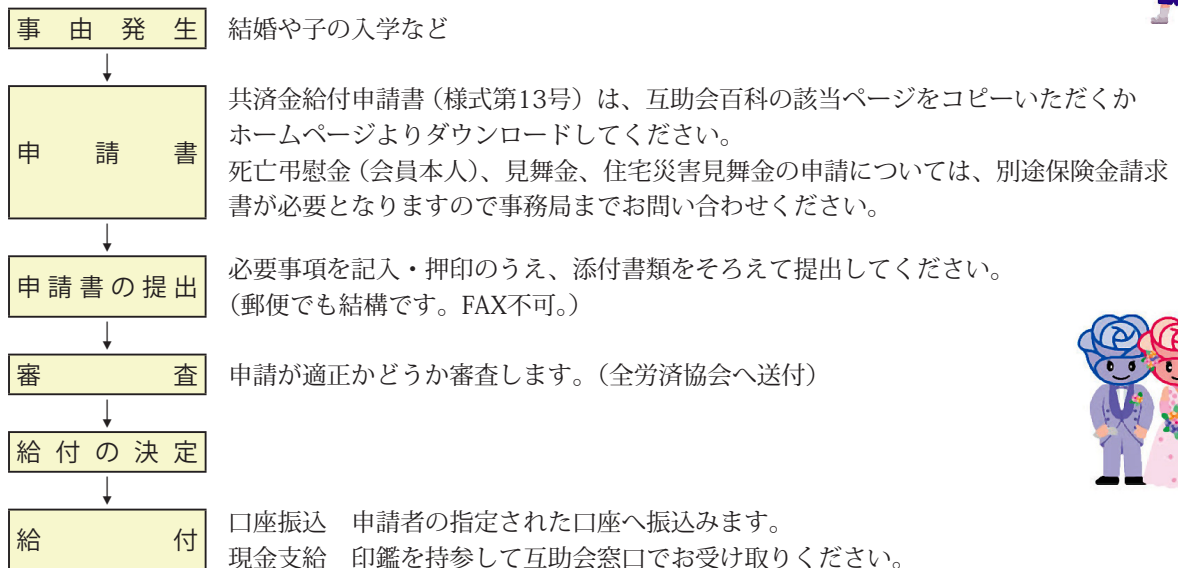 事由発生 結婚や子の入学など
共済金給付申請書（様式第13号）は、互助会百科の該当ページをコピーいただくか
ホームページよりダウンロードしてください。
申請書
死亡弔慰金（会員本人）、見舞金、住宅災害見舞金の申請については、別途保険金請求
書が必要となりますので事務局までお問い合わせください。
申請書の提出
必要事項を記入・押印のうえ、添付書類をそろえて提出してください。
（郵便でも結構です。FAX不可。）
審査 申請が適正かどうか審査します。（全労済協会へ送付）
給付の決定
給付
口座振込 申請者の指定された口座へ振込みます。
現金支給 印鑑を持参して互助会窓口でお受け取りください。